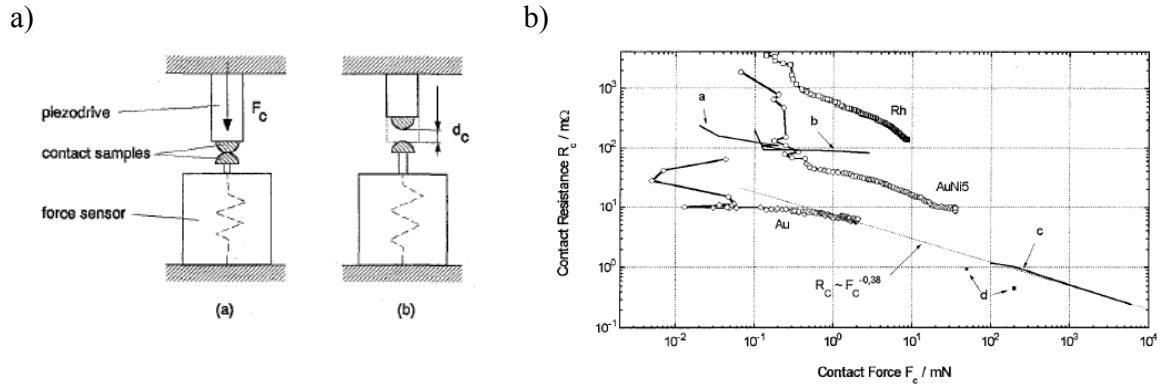 a)
piezodrive
contact samples
force sensor
F_c
d_c
(a)
(b)
b)
Contact Resistance R_c / mΩ
10^3
10^2
10^1
10^0
10^-1
a
b
Rh
AuNi5
Au
c
d
R_C ~ F_C^-0,38
10^-2
10^-1
10^0
10^1
10^2
10^3
10^4
Contact Force F_c / mN